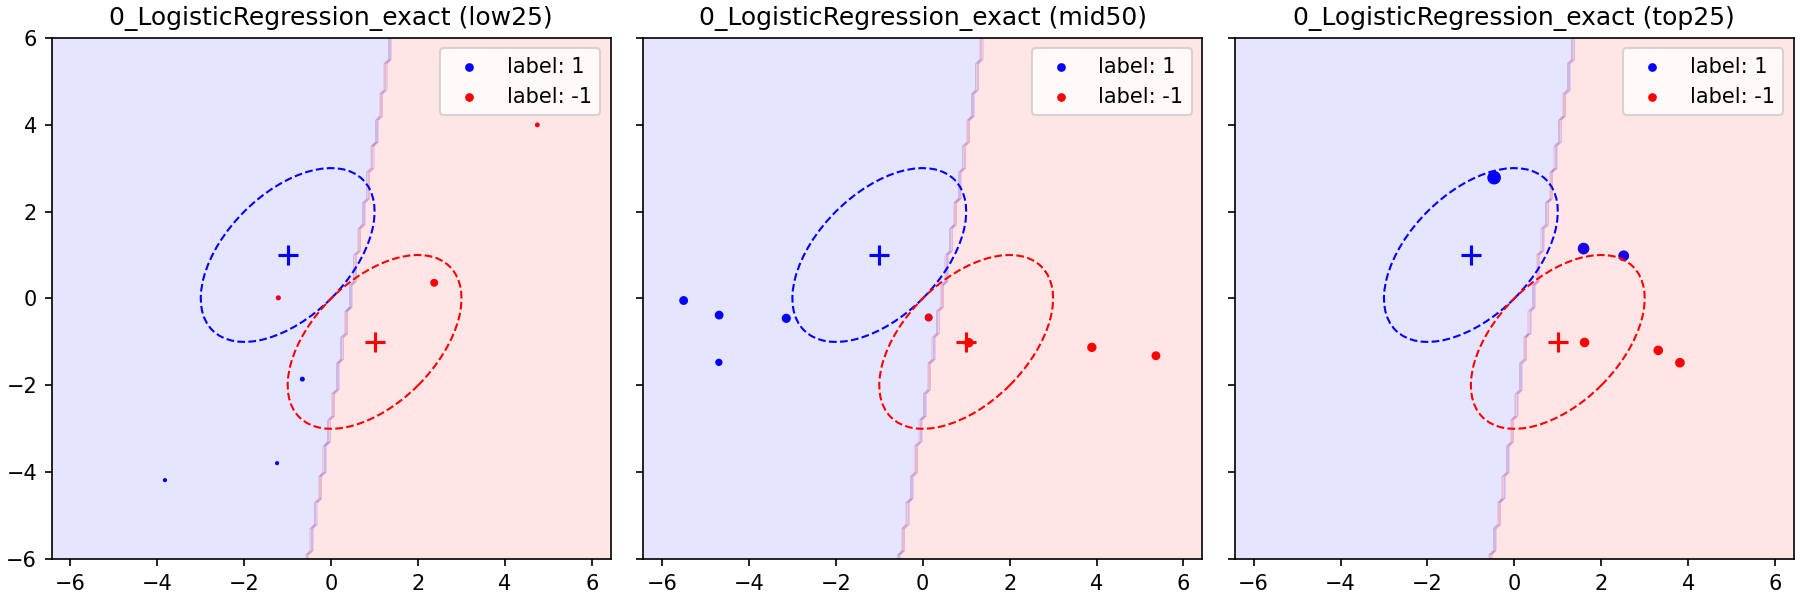 0_LogisticRegression_exact (low25)
0_LogisticRegression_exact (mid50)
0_LogisticRegression_exact (top25)
label: 1
label: -1
label: 1
label: -1
label: 1
label: -1
6
4
2
0
−2
−4
−6
−6 −4 −2 0 2 4 6
−6 −4 −2 0 2 4 6
−6 −4 −2 0 2 4 6